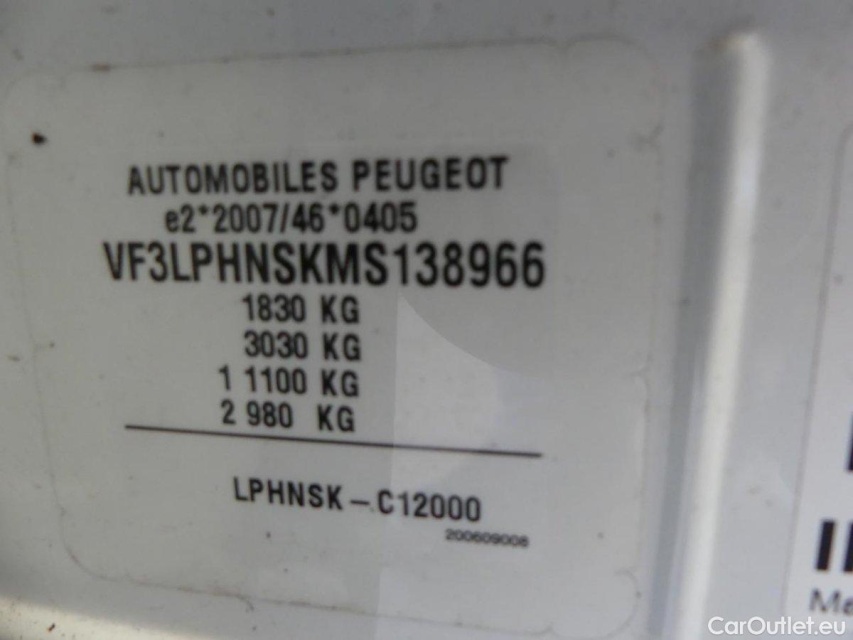 AUTOMOBILES PEUGEOT
e2*2007/46*0405
VF3LPHNSKMS138966
1830 KG
3030 KG
1 1100 KG
2 980 KG
LPHNSK-C12000
200609008
CarOutlet.eu